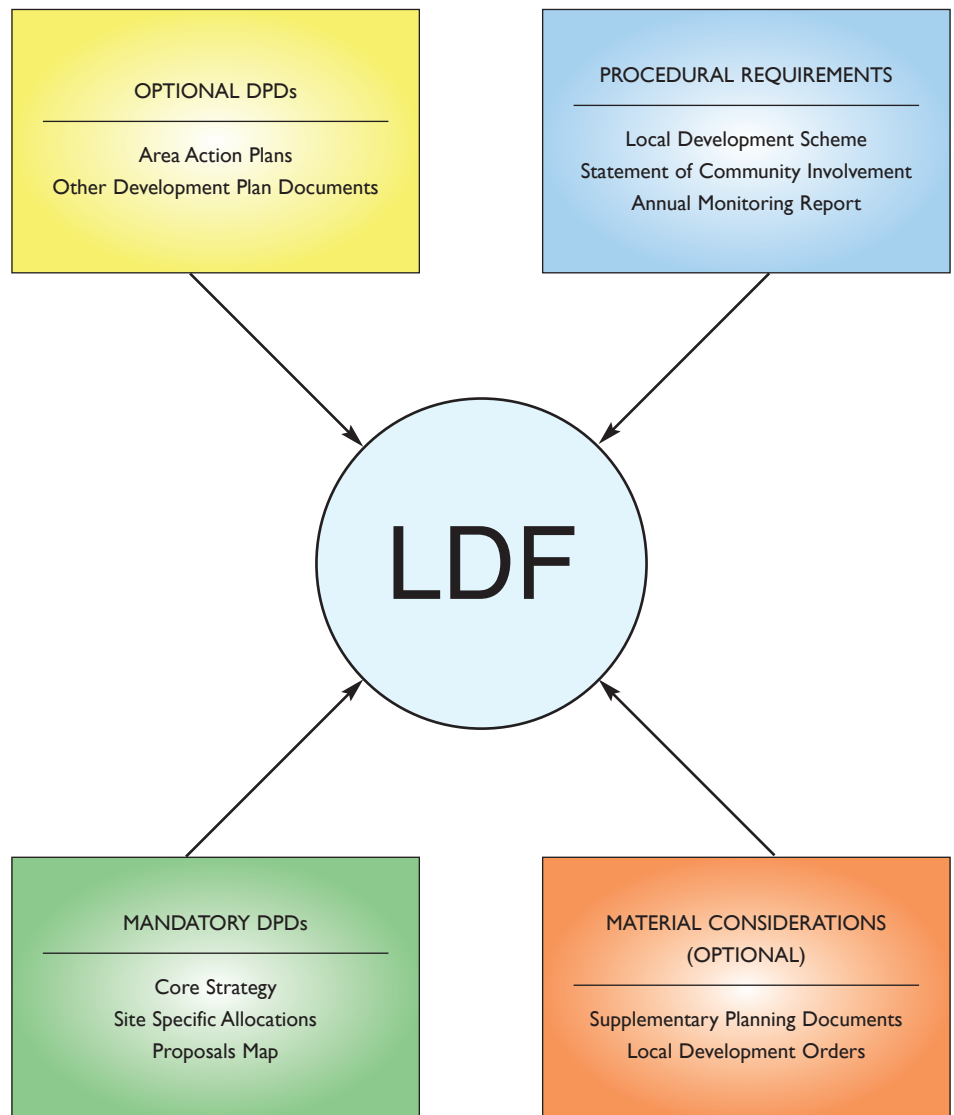 OPTIONAL DPDs
Area Action Plans
Other Development Plan Documents
PROCEDURAL REQUIREMENTS
Local Development Scheme
Statement of Community Involvement
Annual Monitoring Report
LDF
MANDATORY DPDs
Core Strategy
Site Specific Allocations
Proposals Map
MATERIAL CONSIDERATIONS
(OPTIONAL)
Supplementary Planning Documents
Local Development Orders